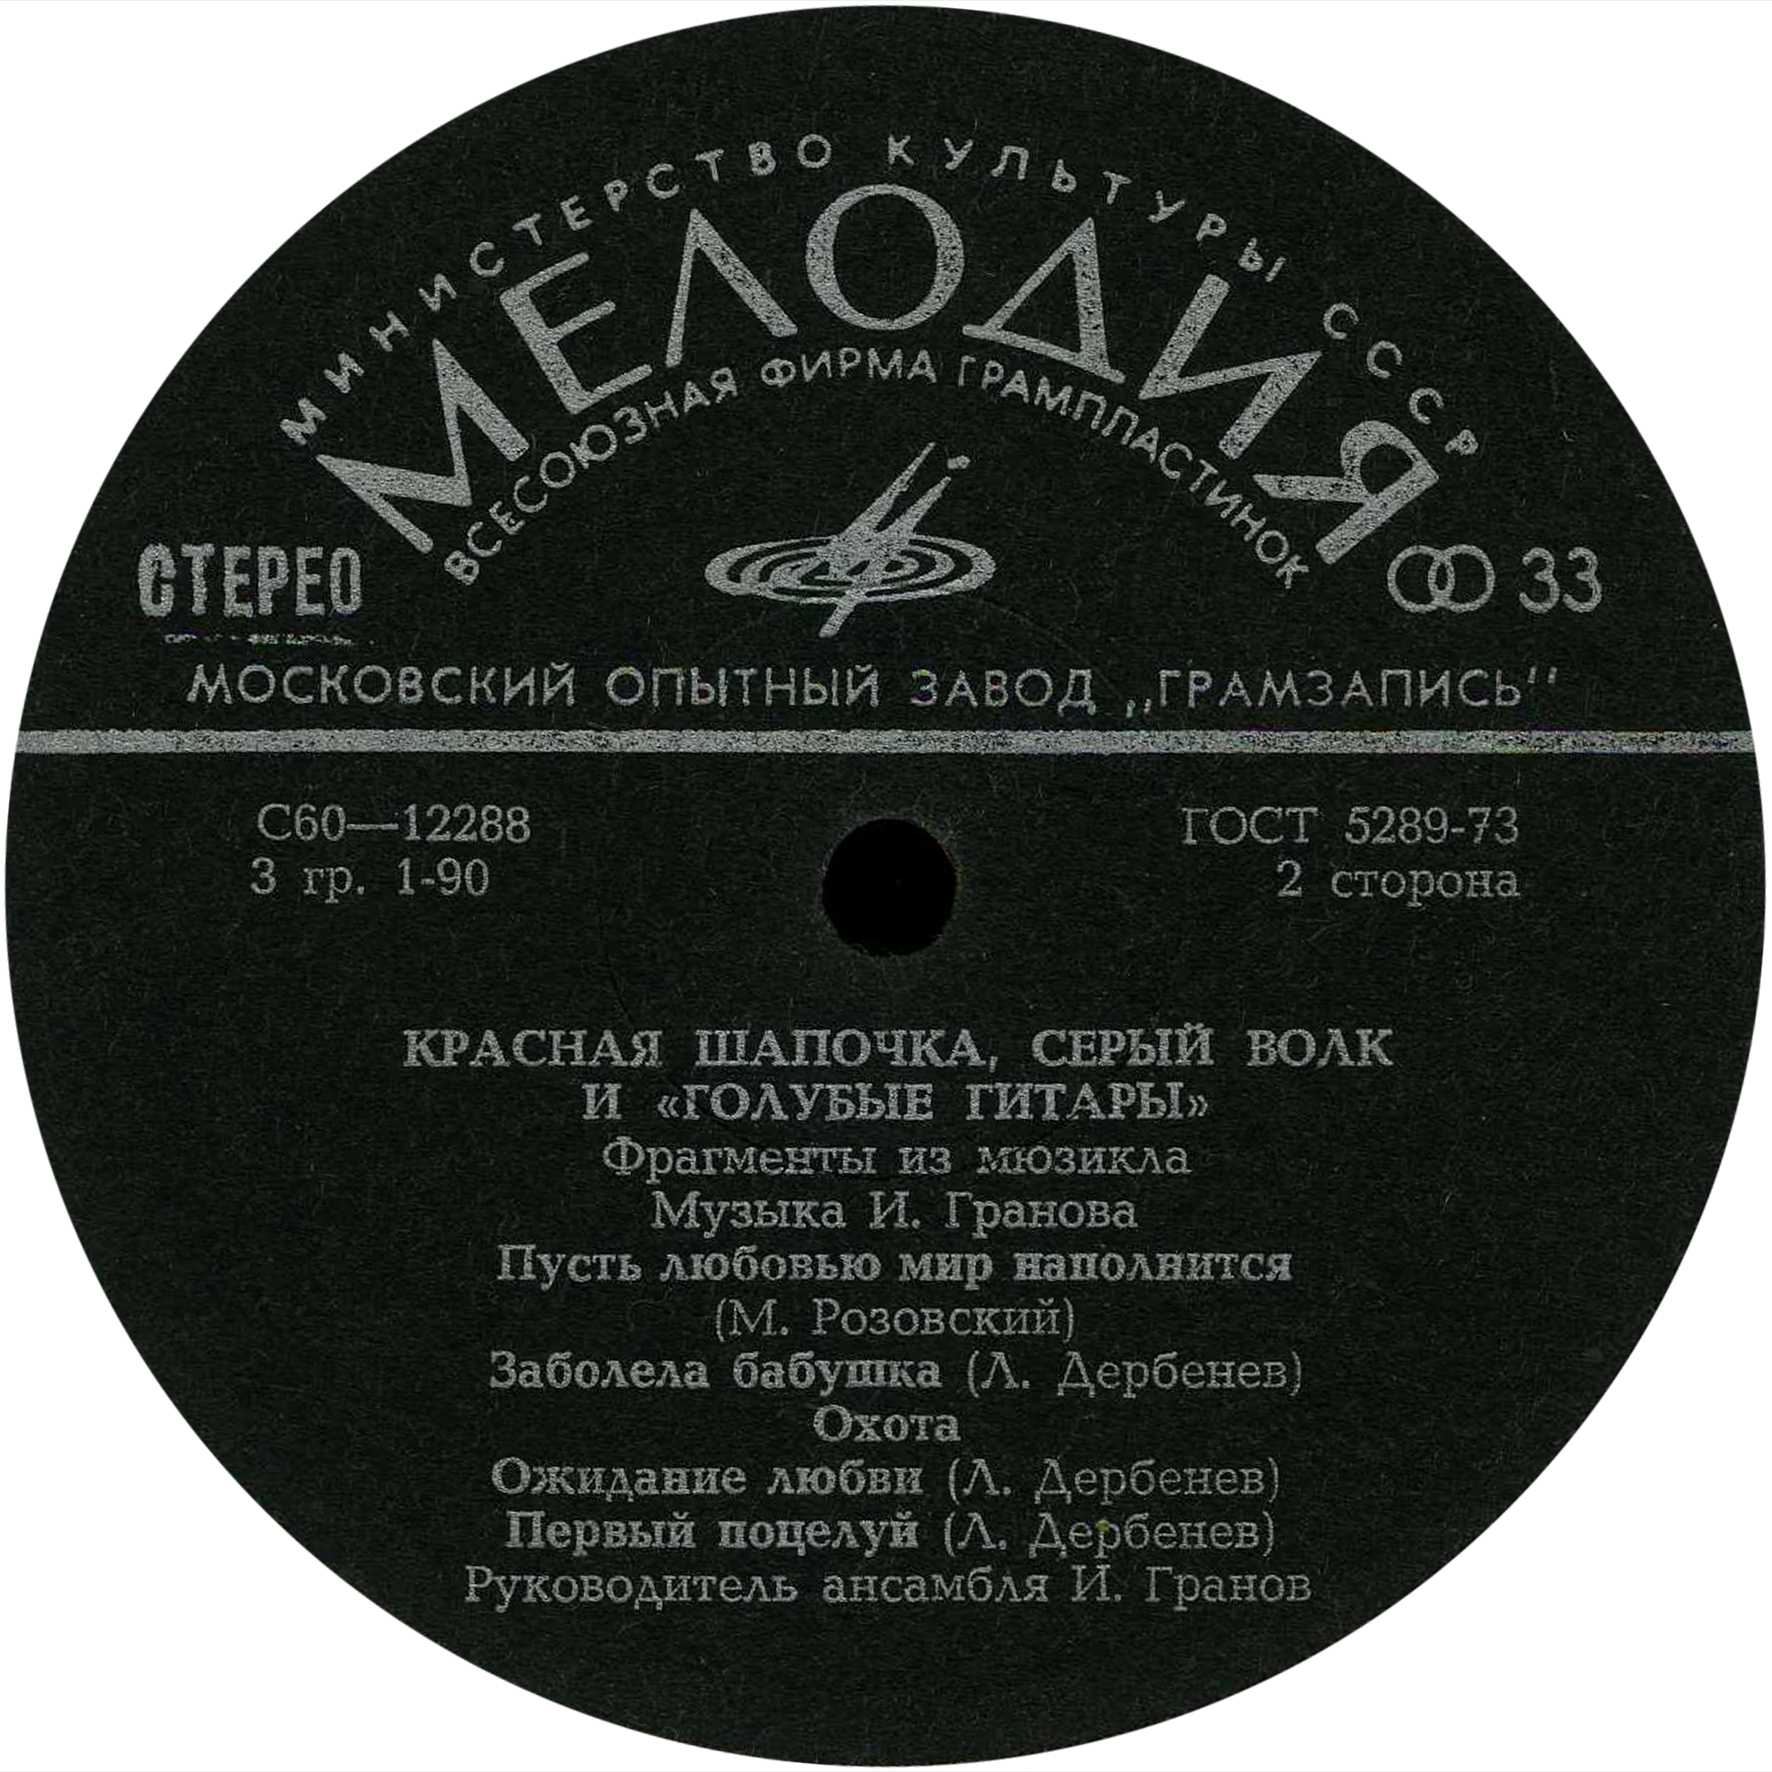 МИНИСТЕРСТВО КУЛЬТУРЫ СССР
МЕЛОДИЯ
ВСЕСОЮЗНАЯ ФИРМА ГРАМПЛАСТИНОК
СТЕРЕО
33
МОСКОВСКИЙ ОПЫТНЫЙ ЗАВОД „ГРАМЗАПИСЬ"
С60—12288
ГОСТ 5289-73
3 гр. 1-90
2 сторона
КРАСНАЯ ШАПОЧКА, СЕРЫЙ ВОЛК
И «ГОЛУБЫЕ ГИТАРЫ»
Фрагменты из мюзикла
Музыка И. Гранова
Пусть любовью мир наполнится
(М. Розовский)
Заболела бабушка (Л. Дербенев)
Охота
Ожидание любви (Л. Дербенев)
Первый поцелуй (Л. Дербенев)
Руководитель ансамбля И. Гранов